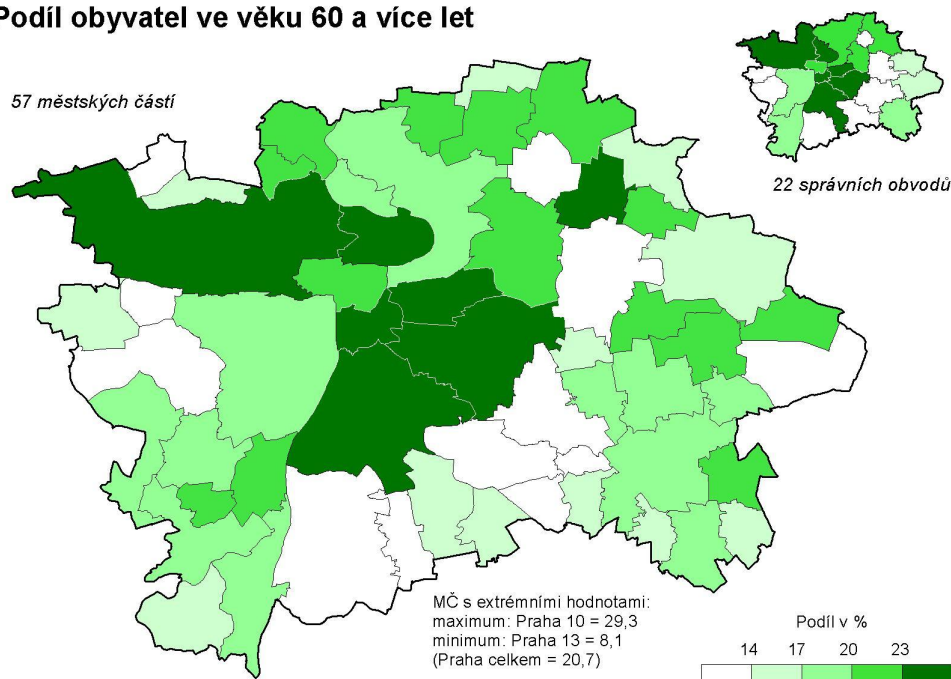 Podíl obyvatel ve věku 60 a více let
57 městských částí
22 správních obvodů
MČ s extrémními hodnotami:
maximum: Praha 10 = 29,3
minimum: Praha 13 = 8,1
(Praha celkem = 20,7)
Podíl v %
14 17 20 23